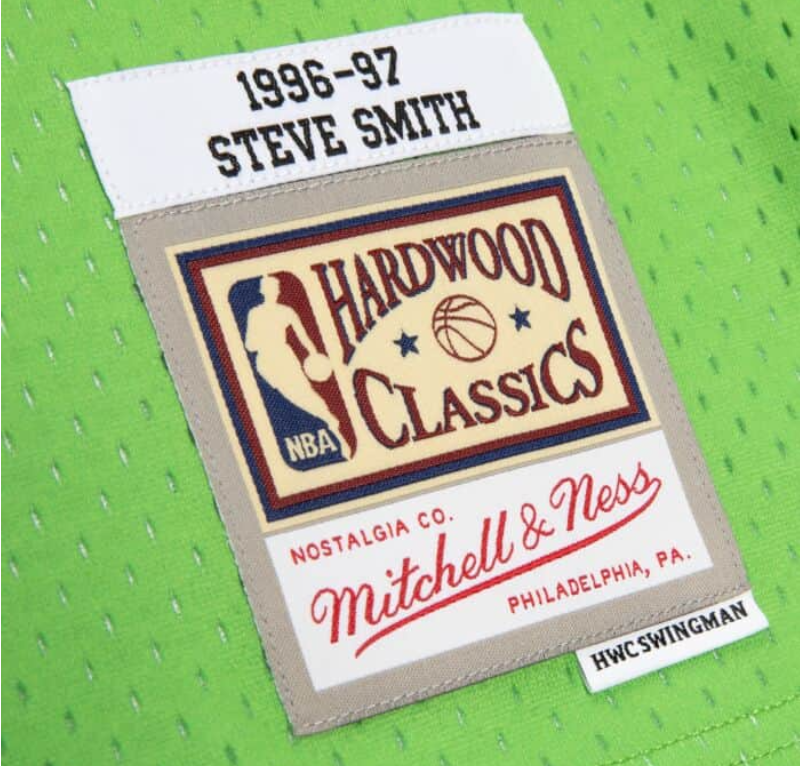 1996-97
STEVE SMITH
HARDWOOD
CLASSICS
NBA
NOSTALGIA CO.
Mitchell & Ness
PHILADELPHIA, PA.
HWC SWINGMAN